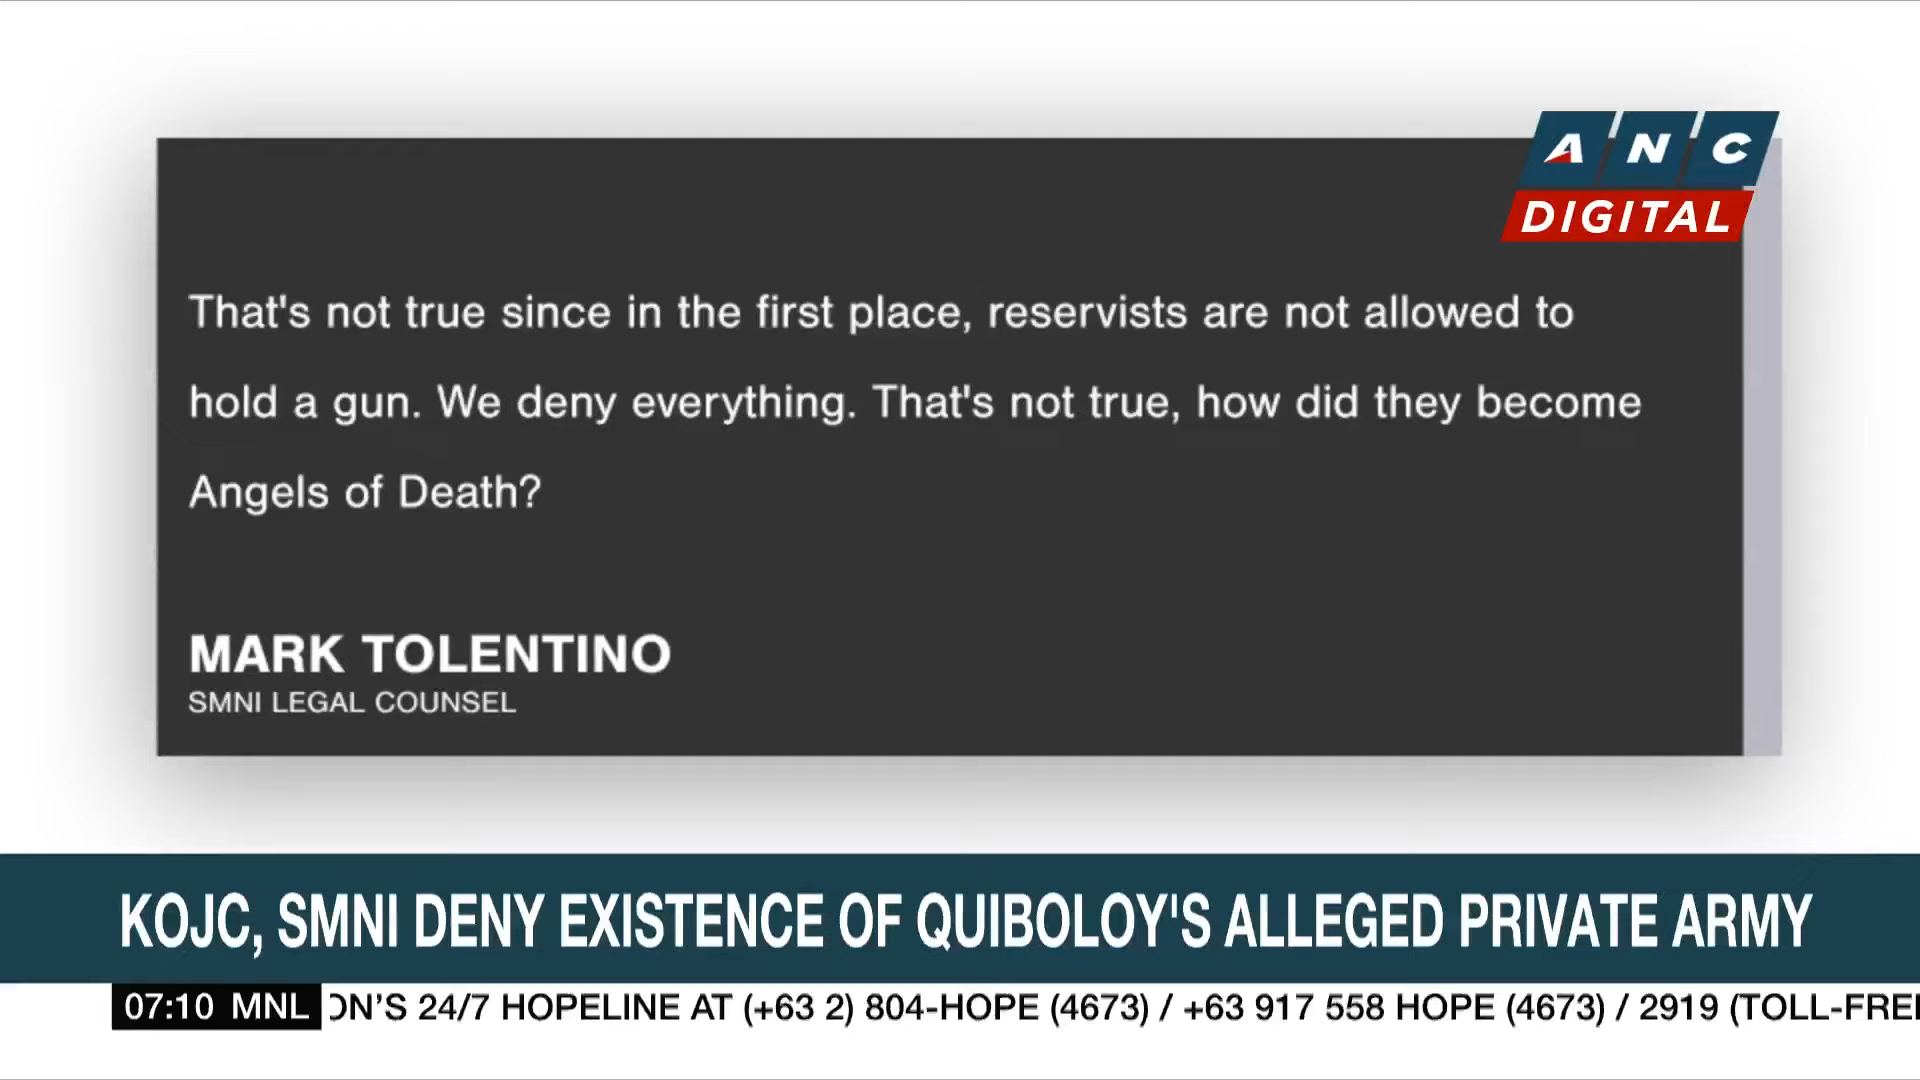 ANC
DIGITAL
That's not true since in the first place, reservists are not allowed to
hold a gun. We deny everything. That's not true, how did they become
Angels of Death?
MARK TOLENTINO
SMNI LEGAL COUNSEL
KOJC, SMNI DENY EXISTENCE OF QUIBOLOY'S ALLEGED PRIVATE ARMY
07:10 MNL ON’S 24/7 HOPELINE AT (+63 2) 804-HOPE (4673) / +63 917 558 HOPE (4673) / 2919 (TOLL-FREE